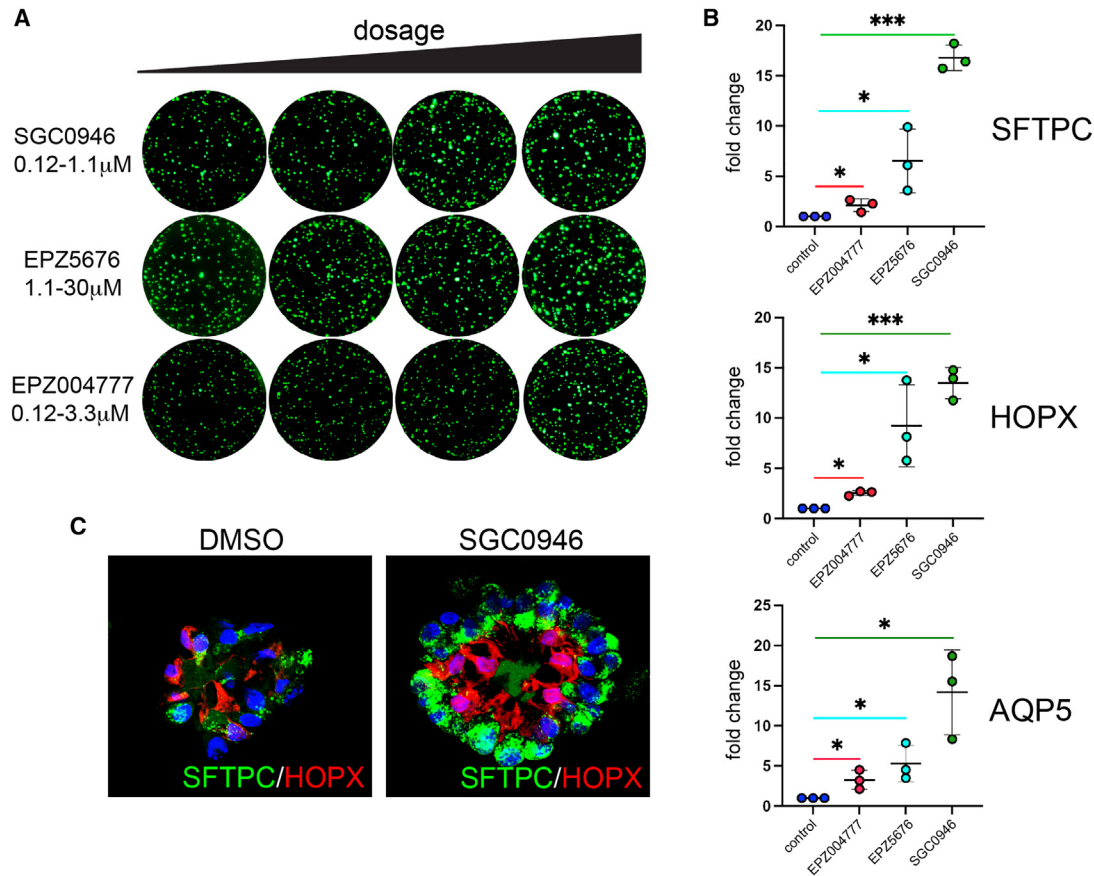 A
dosage
SGC0946
0.12-1.1μM
EPZ5676
1.1-30μM
EPZ004777
0.12-3.3μM
B
20
15
10
5
0
fold change
***
*
*
control
EPZ004777
EPZ5676
SGC0946
SFTPC
20
15
10
5
0
fold change
***
*
*
control
EPZ004777
EPZ5676
SGC0946
HOPX
25
20
15
10
5
0
fold change
*
*
*
control
EPZ004777
EPZ5676
SGC0946
AQP5
C
DMSO
SFTPC/HOPX
SGC0946
SFTPC/HOPX